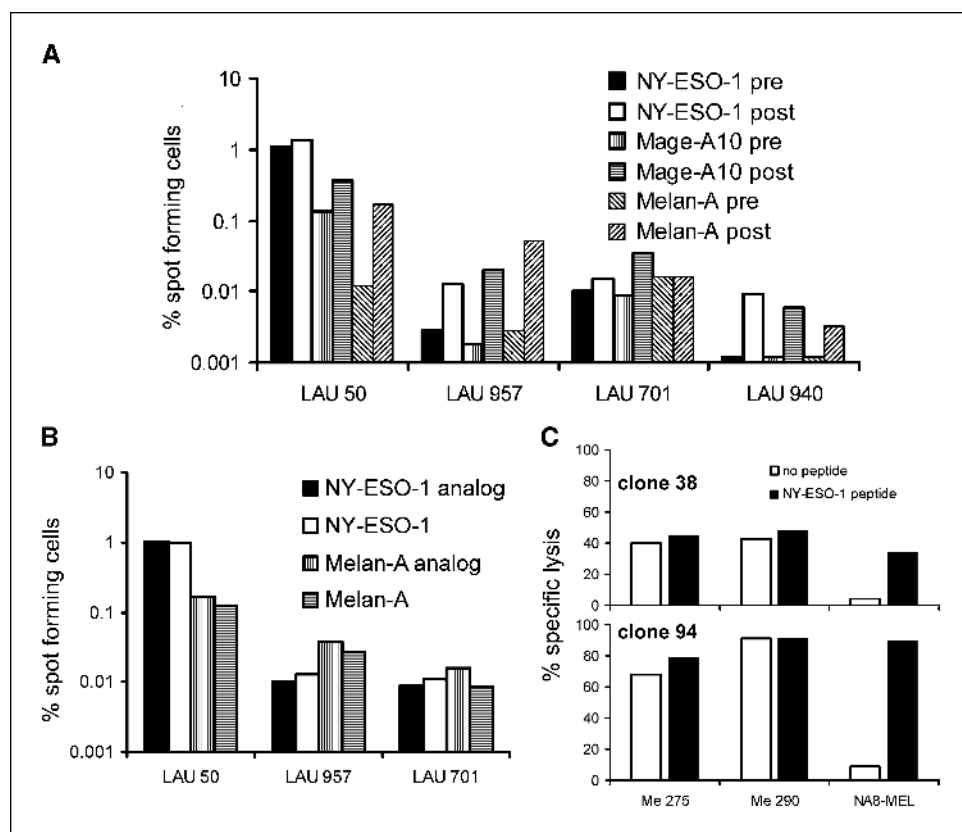 A
% spot forming cells
10
1
0.1
0.01
0.001
NY-ESO-1 pre
NY-ESO-1 post
Mage-A10 pre
Mage-A10 post
Melan-A pre
Melan-A post
LAU 50
LAU 957
LAU 701
LAU 940
B
% spot forming cells
10
1
0.1
0.01
0.001
NY-ESO-1 analog
NY-ESO-1
Melan-A analog
Melan-A
LAU 50
LAU 957
LAU 701
C
% specific lysis
100
80
60
40
20
0
clone 38
no peptide
NY-ESO-1 peptide
100
80
60
40
20
0
clone 94
Me 275
Me 290
NA8-MEL